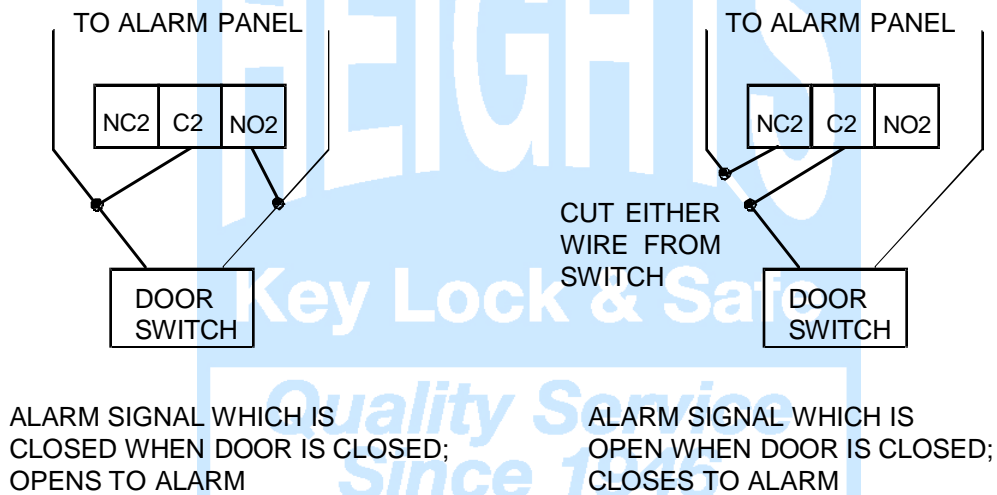 TO ALARM PANEL
NC2 C2 NO2
DOOR
SWITCH
ALARM SIGNAL WHICH IS
CLOSED WHEN DOOR IS CLOSED;
OPENS TO ALARM
TO ALARM PANEL
NC2 C2 NO2
CUT EITHER
WIRE FROM
SWITCH
DOOR
SWITCH
ALARM SIGNAL WHICH IS
OPEN WHEN DOOR IS CLOSED;
CLOSES TO ALARM
HEIGHTS
Key Lock & Safe
Quality Service
Since 1946